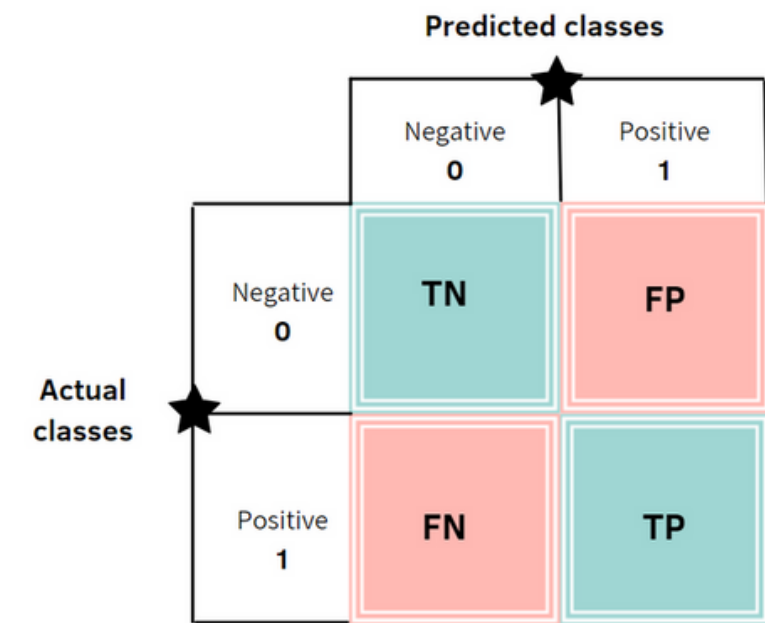 Predicted classes
Negative Positive
0 1
Negative
0
TN FP
Actual
classes
Positive
1
FN TP